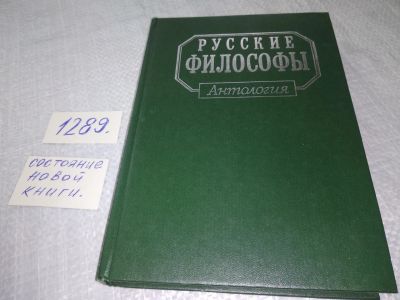 РУССКИЕ
ФИЛОСОФЫ
Антология
1289.
состояние
новой
книги.